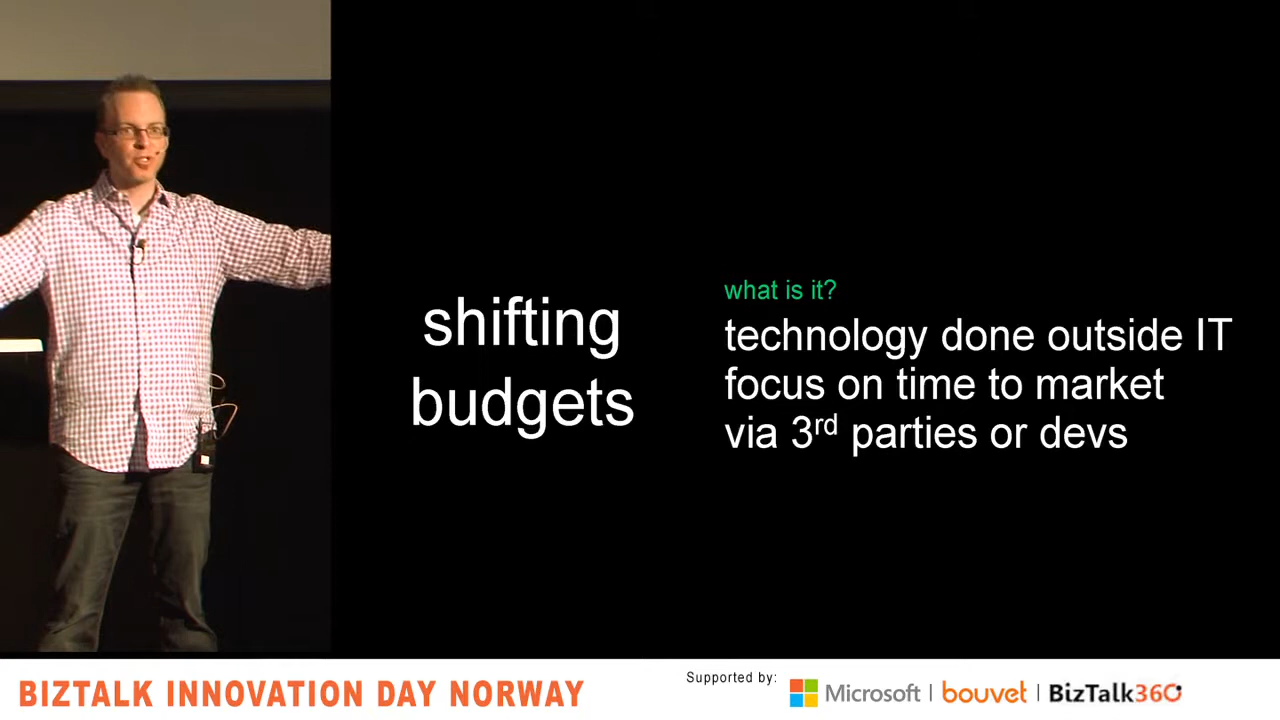 shifting
budgets
what is it?
technology done outside IT
focus on time to market
via 3rd parties or devs
BIZTALK INNOVATION DAY NORWAY
Supported by:
Microsoft | bouvet | BizTalk360